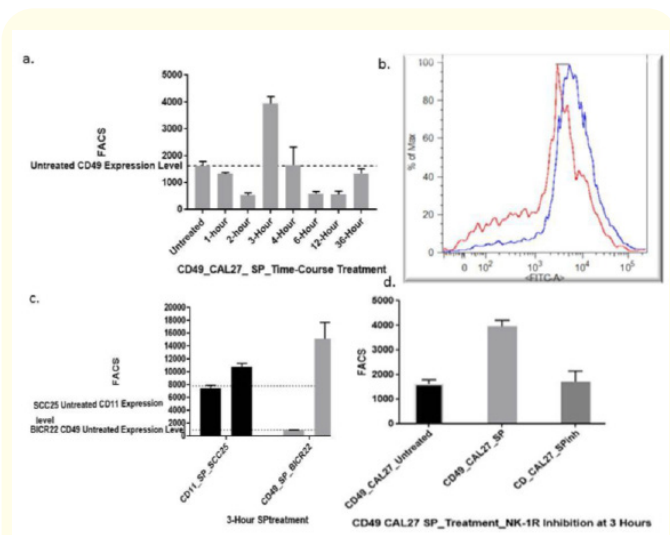 a.
5000
4000
3000
2000
1000
0
FACS
Untreated CD49 Expression Level
Untreated
1-hour
2-hour
3-Hour
4-Hour
6-Hour
12-Hour
36-Hour
CD49_CAL27_ SP_Time-Course Treatment
b.
100
80
60
40
20
0
% of Max
0 10² 10³ 10⁴ 10⁵
<FITC-A>
c.
20000
18000
16000
14000
12000
10000
8000
6000
4000
2000
0
FACS
SCC25 Untreated CD11 Expression
level
BICR22 CD49 Untreated Expression Level
CD11_SP_SCC25
CD49_SP_BICR22
3-Hour SPtreatment
d.
5000
4000
3000
2000
1000
0
FACS
CD49_CAL27_Untreated
CD49_CAL27_SP
CD_CAL27_SPinh
CD49 CAL27 SP_Treatment_NK-1R Inhibition at 3 Hours